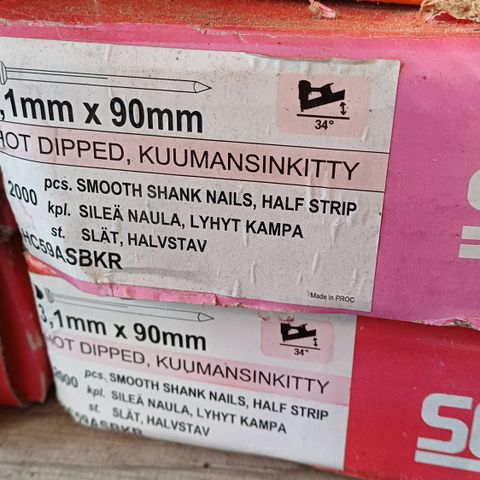 ,1mm x 90mm
34°
HOT DIPPED, KUUMANSINKITTY
2000 pcs. SMOOTH SHANK NAILS, HALF STRIP
kpl. SILEÄ NAULA, LYHYT KAMPA
st. SLÄT, HALVSTAV
HC59ASBKR
Made in PROC
3,1mm x 90mm
34°
HOT DIPPED, KUUMANSINKITTY
2000 pcs. SMOOTH SHANK NAILS, HALF STRIP
kpl. SILEÄ NAULA, LYHYT KAMPA
st. SLÄT, HALVSTAV